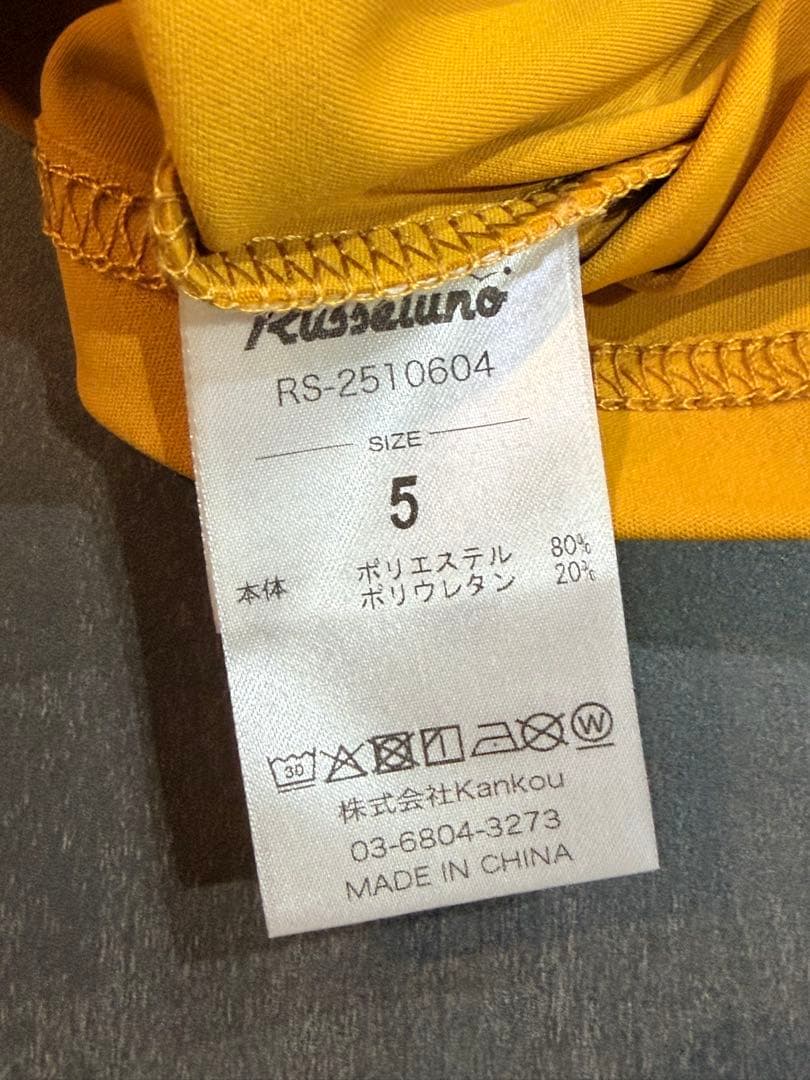 Russeluno
RS-2510604
SIZE
5
本体 ポリエステル 80%
ポリウレタン 20%
30 W
株式会社Kankou
03-6804-3273
MADE IN CHINA